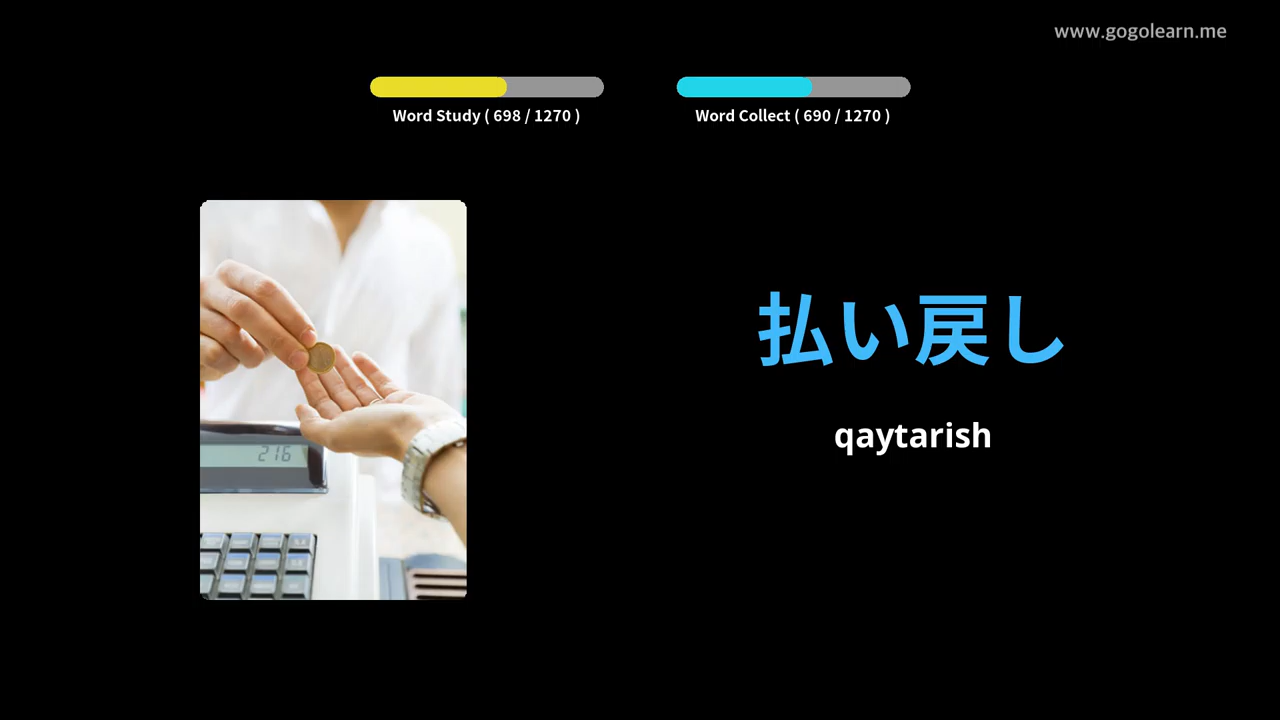 www.gogolearn.me
Word Study ( 698 / 1270 )
Word Collect ( 690 / 1270 )
払い戻し
qaytarish
216